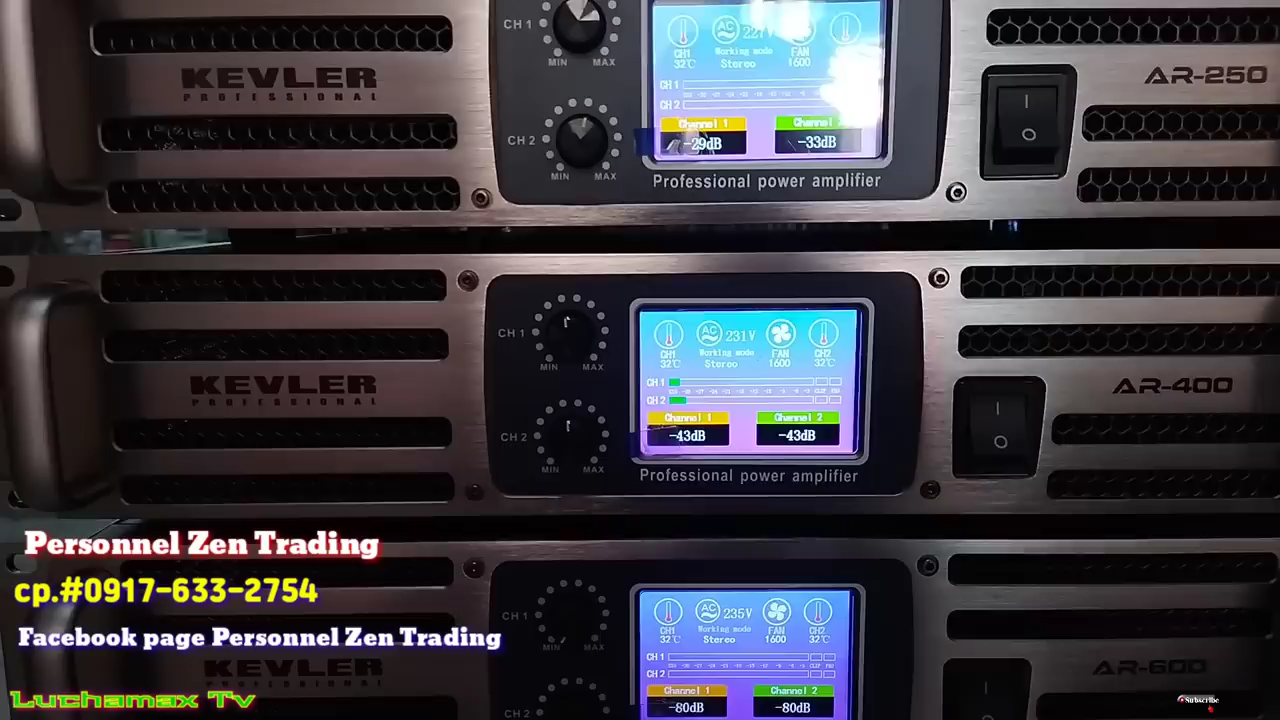 CH 1
MIN MAX
CH 2
MIN MAX
KEVLER
PROFESSIONAL
AC
CH1
32℃
Working mode
Stereo
FAN
1600
CH 1
CH 2
Channel 1
-29dB
-33dB
Professional power amplifier
AR-250
CH 1
MIN MAX
CH 2
MIN MAX
KEVLER
PROFESSIONAL
AC 231V
CH1
32℃
Working mode
Stereo
FAN
1600
CH2
32℃
CH 1
CH 2
Channel 1
Channel 2
-43dB
-43dB
Professional power amplifier
AR-400
CH 1
MIN MAX
CH 2
KEVLER
PROFESSIONAL
AC 235V
CH1
32℃
Working mode
Stereo
FAN
1600
CH2
32℃
CH 1
CH 2
Channel 1
Channel 2
-80dB
-80dB
Personnel Zen Trading
cp.#0917-633-2754
Facebook page Personnel Zen Trading
Luchamax Tv
Subscribe